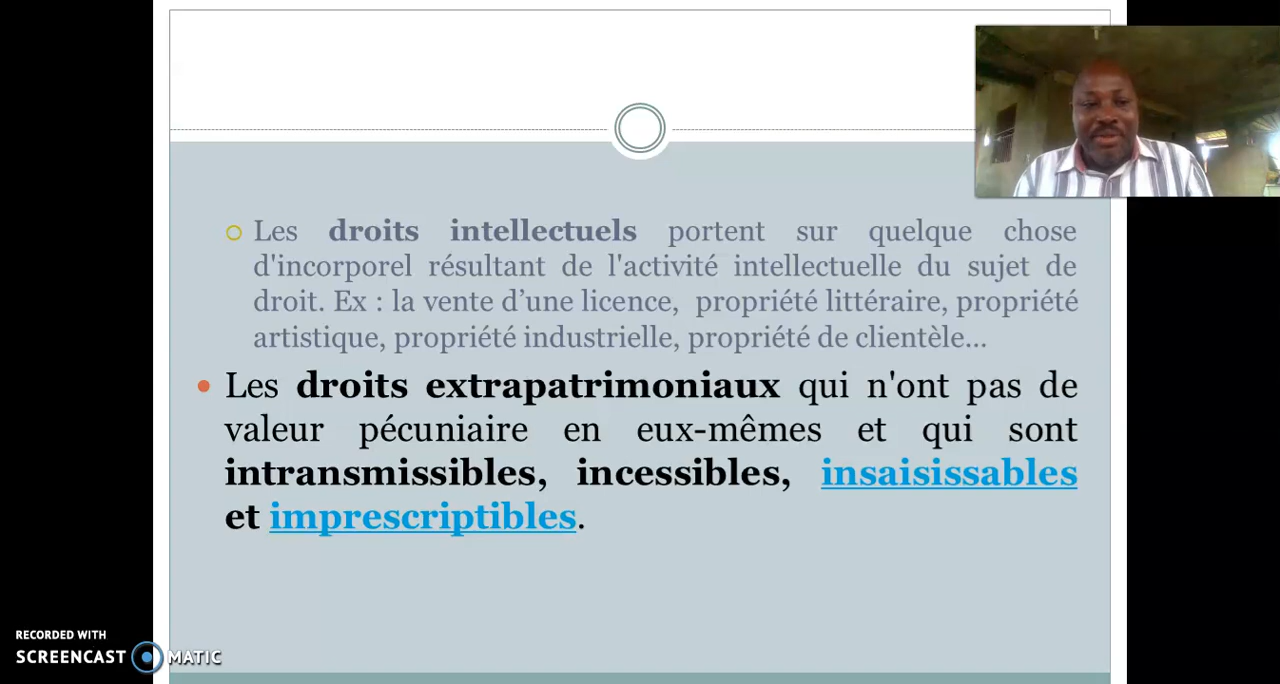 Les droits intellectuels portent sur quelque chose
d'incorporel résultant de l'activité intellectuelle du sujet de
droit. Ex : la vente d’une licence, propriété littéraire, propriété
artistique, propriété industrielle, propriété de clientèle...
Les droits extrapatrimoniaux qui n'ont pas de
valeur pécuniaire en eux-mêmes et qui sont
intransmissibles, incessibles, insaisissables
et imprescriptibles.
RECORDED WITH
SCREENCAST MATIC